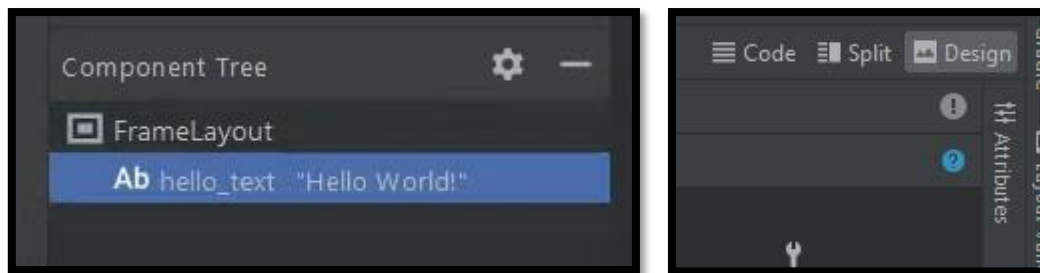 Component Tree
FrameLayout
Ab hello_text "Hello World!"
Code Split Design
Attributes